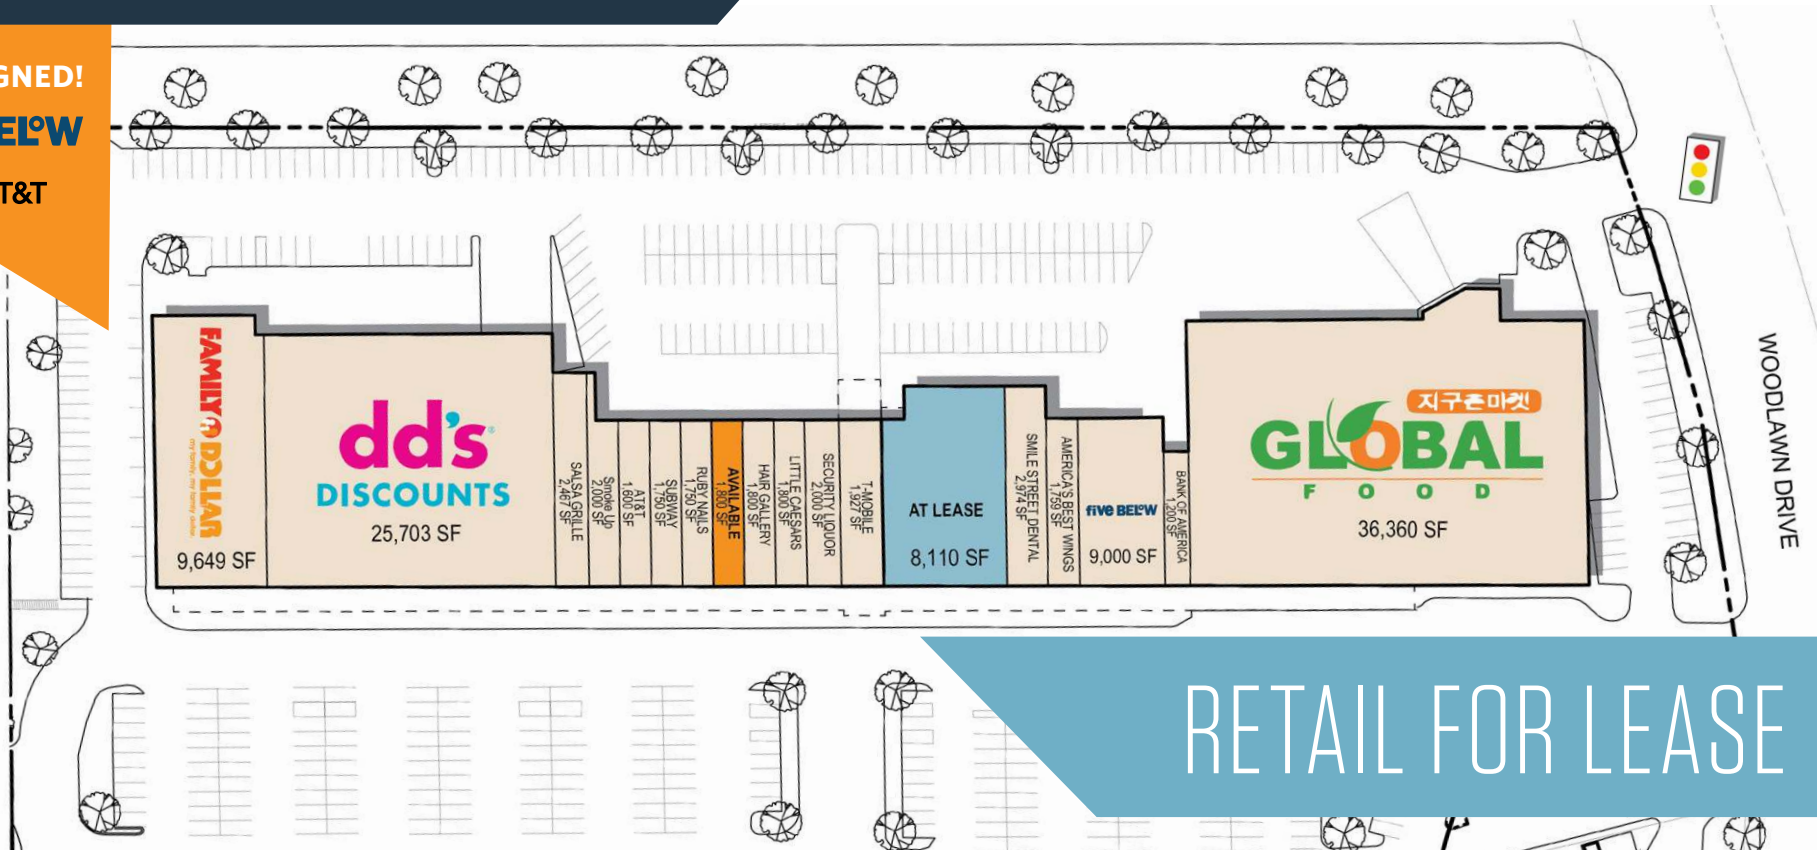 GNED!
ELOW
T&T
FAMILY DOLLAR
my family, my family dollar.
9,649 SF
dd's
DISCOUNTS
25,703 SF
SALSA GRILLE
2,467 SF
Smoke Up
2,000 SF
AT&T
1,600 SF
SUBWAY
1,750 SF
RUBY NAILS
1,750 SF
AVAILABLE
1,800 SF
HAIR GALLERY
1,800 SF
LITTLE CAESARS
1,800 SF
SECURITY LIQUOR
2,000 SF
T-MOBILE
1,927 SF
AT LEASE
8,110 SF
SMILE STREET DENTAL
2,974 SF
AMERICA'S BEST WINGS
1,759 SF
five BELOW
9,000 SF
BANK OF AMERICA
1,200 SF
지구촌마켓
GLOBAL
FOOD
36,360 SF
WOODLAWN DRIVE
RETAIL FOR LEASE